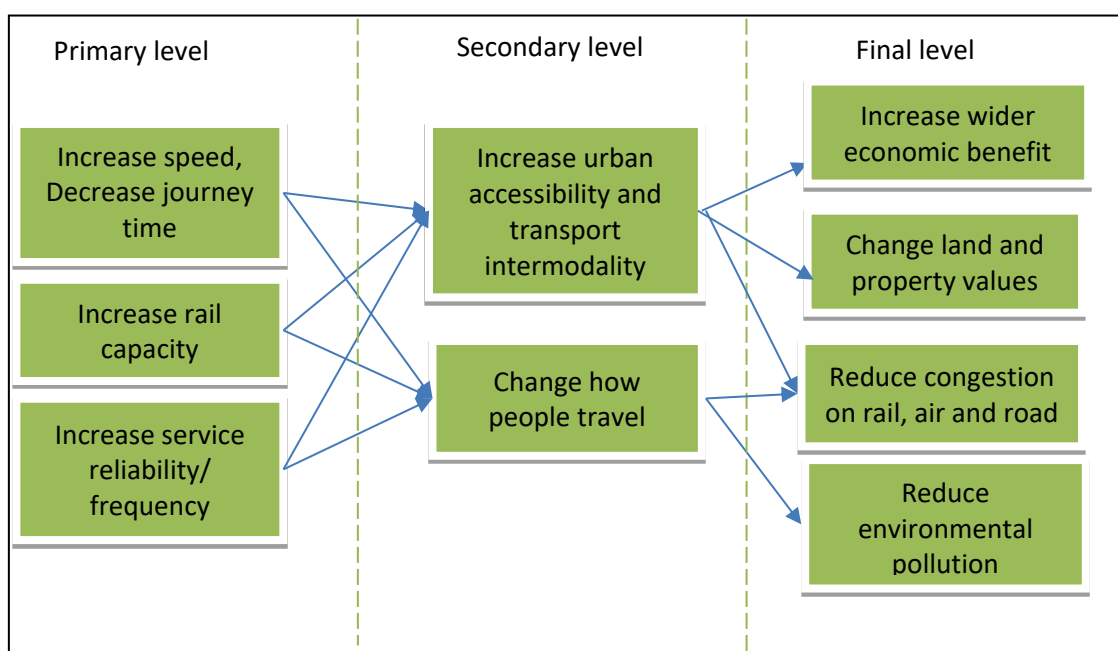 Primary level
Secondary level
Final level
Increase speed,
Decrease journey
time
Increase rail
capacity
Increase service
reliability/
frequency
Increase urban
accessibility and
transport
intermodality
Change how
people travel
Increase wider
economic benefit
Change land and
property values
Reduce congestion
on rail, air and road
Reduce
environmental
pollution